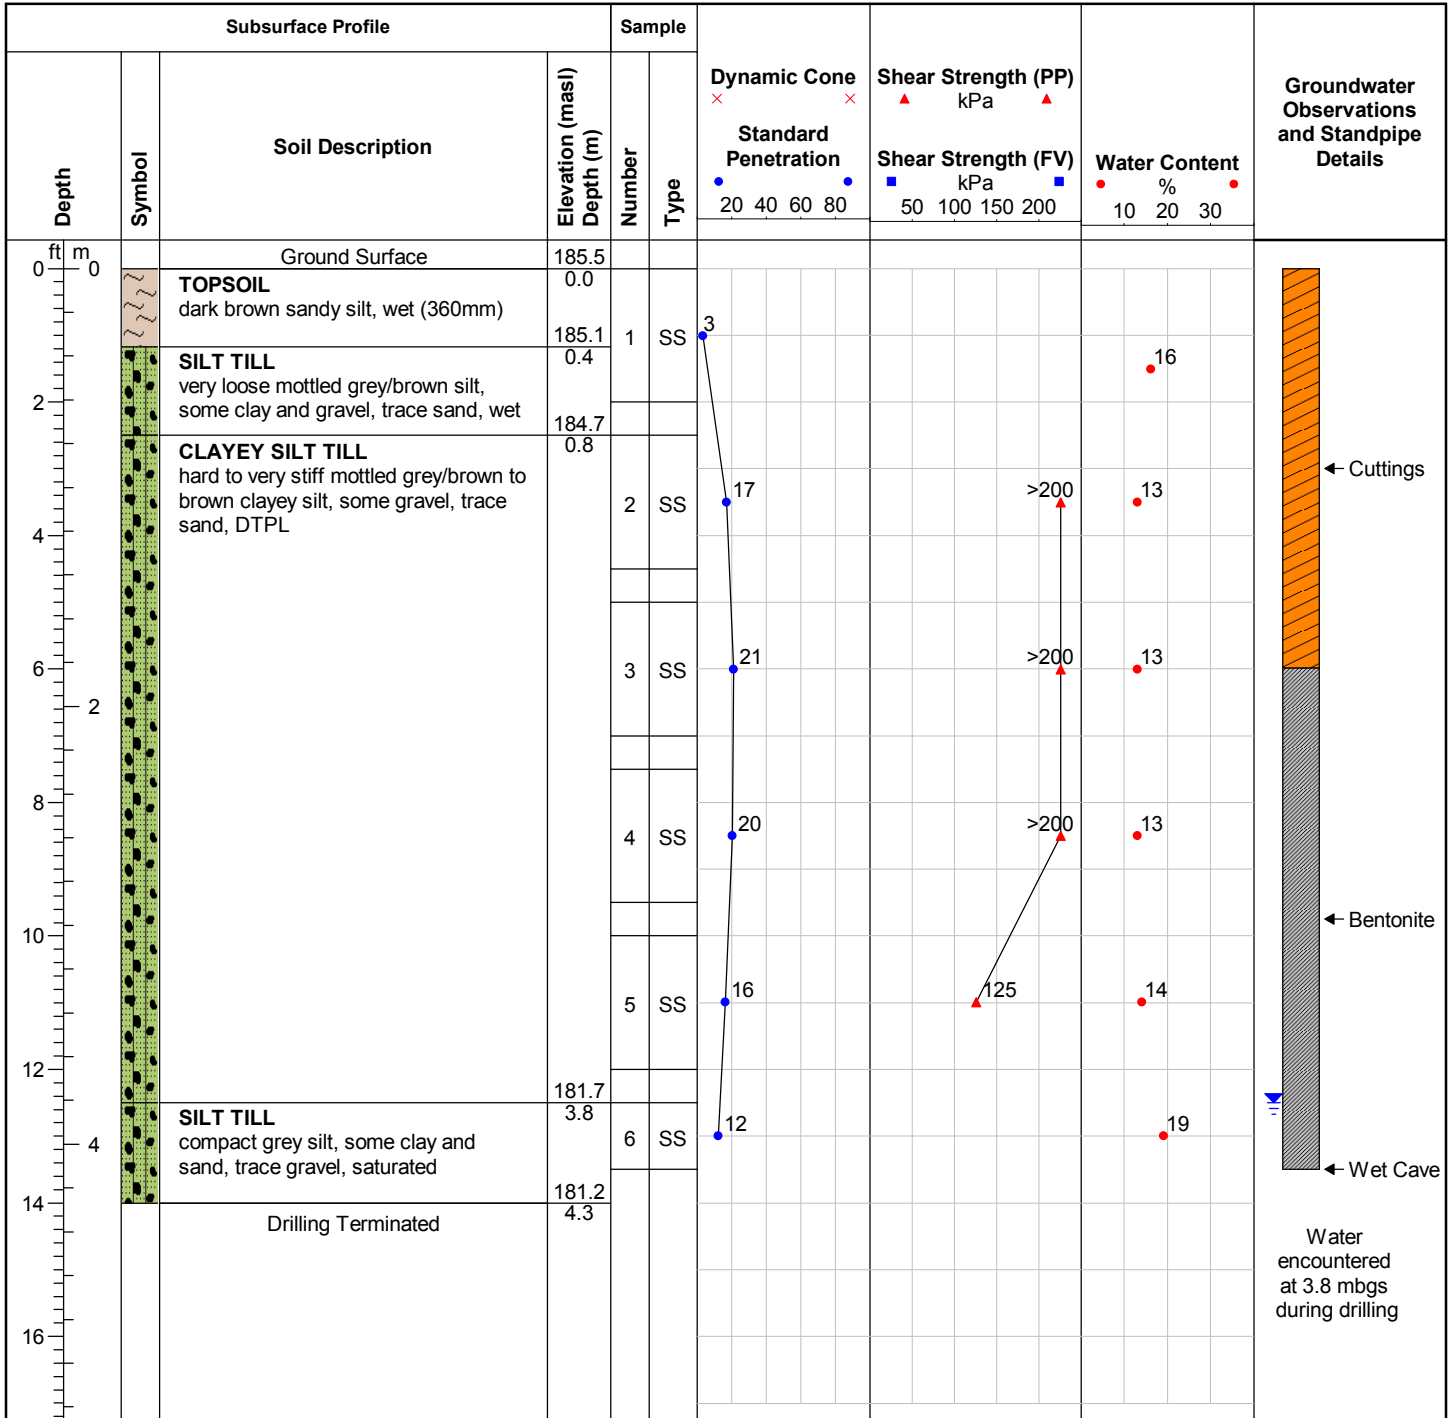 Subsurface Profile
Sample
Depth
Symbol
Soil Description
Elevation (masl)
Depth (m)
Number
Type
Dynamic Cone
Standard
Penetration
20 40 60 80
Shear Strength (PP)
kPa
Shear Strength (FV)
kPa
50 100 150 200
Water Content
%
10 20 30
Groundwater
Observations
and Standpipe
Details
ft m
Ground Surface
185.5
0 0
0.0
TOPSOIL
dark brown sandy silt, wet (360mm)
185.1
1 SS
3
SILT TILL
0.4
16
very loose mottled grey/brown silt,
some clay and gravel, trace sand, wet
2
184.7
CLAYEY SILT TILL
0.8
hard to very stiff mottled grey/brown to
brown clayey silt, some gravel, trace
sand, DTPL
Cuttings
2 SS
17
>200
13
4
6
3 SS
21
>200
13
2
8
4 SS
20
>200
13
10
Bentonite
5 SS
16
125
14
12
181.7
SILT TILL
3.8
compact grey silt, some clay and
sand, trace gravel, saturated
4
6 SS
12
19
Wet Cave
181.2
14
4.3
Drilling Terminated
Water
encountered
at 3.8 mbgs
during drilling
16